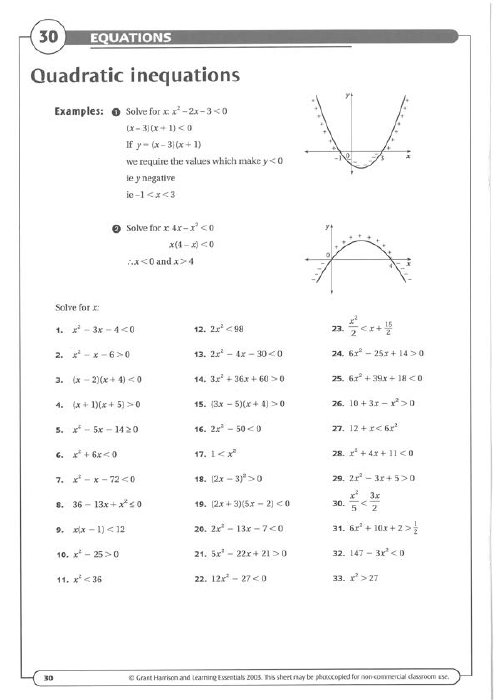 30 EQUATIONS
Quadratic inequations
Examples: 1 Solve for x: x² – 2x – 3 < 0
(x – 3)(x + 1) < 0
If y = (x – 3)(x + 1)
we require the values which make y < 0
ie y negative
ie –1 < x < 3
y
–1 0 3 x
2 Solve for x: 4x – x² < 0
x(4 – x) < 0
∴ x < 0 and x > 4
y
0 4 x
Solve for x:
1. x² – 3x – 4 < 0
2. x² – x – 6 > 0
3. (x – 2)(x + 4) < 0
4. (x + 1)(x + 5) > 0
5. x² – 5x – 14 ≥ 0
6. x² + 6x < 0
7. x² – x – 72 < 0
8. 36 – 13x + x² ≤ 0
9. x(x – 1) < 12
10. x² – 25 > 0
11. x² < 36
12. 2x² < 98
13. 2x² – 4x – 30 < 0
14. 3x² + 36x + 60 > 0
15. (3x – 5)(x + 4) > 0
16. 2x² – 50 < 0
17. 1 < x²
18. (2x – 3)² > 0
19. (2x + 3)(5x – 2) < 0
20. 2x² – 13x – 7 < 0
21. 5x² – 22x + 21 > 0
22. 12x² – 27 < 0
23. x²/2 < x + 15/2
24. 6x² – 25x + 14 > 0
25. 6x² + 39x + 18 < 0
26. 10 + 3x – x² > 0
27. 12 + x < 6x²
28. x² + 4x + 11 < 0
29. 2x² – 3x + 5 > 0
30. x²/5 < 3x/2
31. 6x² + 10x + 2 > 1/2
32. 147 – 3x² < 0
33. x² > 27
30 © Grant Harrison and Learning Essentials 2003. This sheet may be photocopied for non-commercial classroom use.